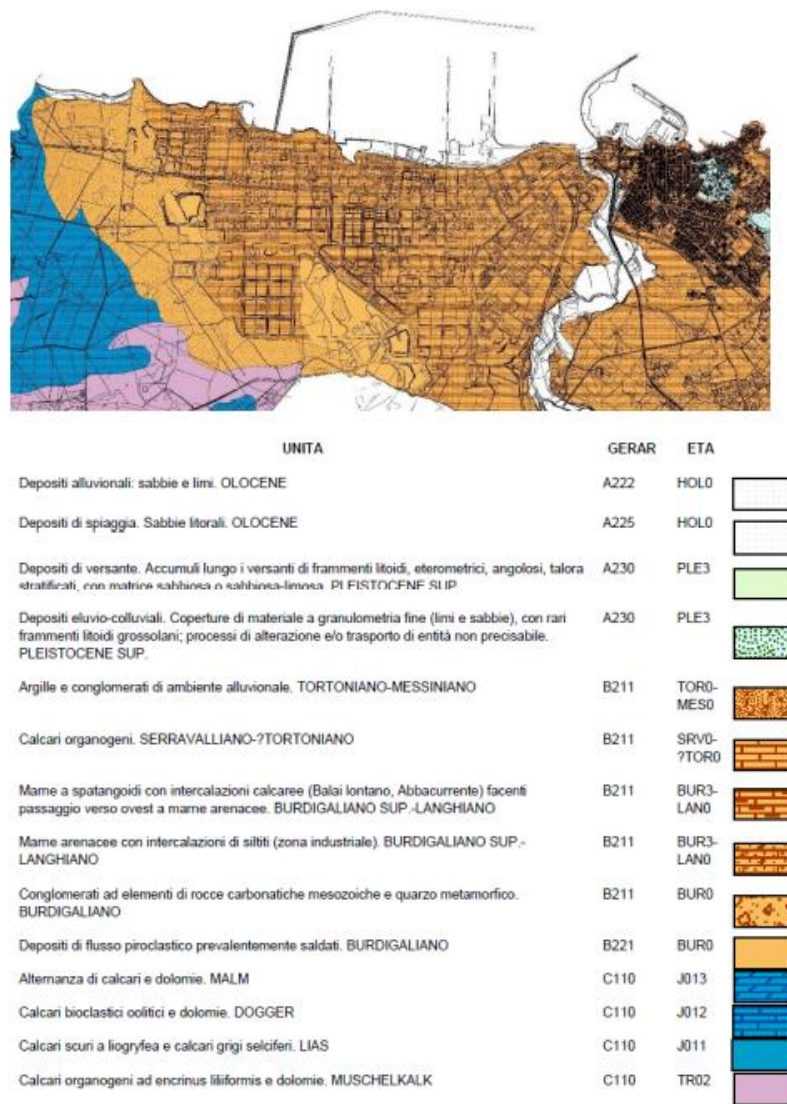 UNITA GERAR ETA
Depositi alluvionali: sabbie e limi. OLOCENE A222 HOL0
Depositi di spiaggia. Sabbie litorali. OLOCENE A225 HOL0
Depositi di versante. Accumuli lungo i versanti di frammenti litoidi, eterometrici, angolosi, talora A230 PLE3
stratificati, con matrice sabbiosa o sabbiosa-limosa. PLEISTOCENE SUP
Depositi eluvio-colluviali. Coperture di materiale a granulometria fine (limi e sabbie), con rari A230 PLE3
frammenti litoidi grossolani; processi di alterazione e/o trasporto di entità non precisabile.
PLEISTOCENE SUP.
Argille e conglomerati di ambiente alluvionale. TORTONIANO-MESSINIANO B211 TOR0-
MES0
Calcari organogeni. SERRAVALLIANO-?TORTONIANO B211 SRV0-
?TOR0
Marne a spatangoidi con intercalazioni calcaree (Balai lontano, Abbacurrente) facenti B211 BUR3-
passaggio verso ovest a marne arenacee. BURDIGALIANO SUP.-LANGHIANO LAN0
Marne arenacee con intercalazioni di siltiti (zona industriale). BURDIGALIANO SUP.- B211 BUR3-
LANGHIANO LAN0
Conglomerati ad elementi di rocce carbonatiche mesozoiche e quarzo metamorfico. B211 BUR0
BURDIGALIANO
Depositi di flusso piroclastico prevalentemente saldati. BURDIGALIANO B221 BUR0
Alternanza di calcari e dolomie. MALM C110 J013
Calcari bioclastici oolitici e dolomie. DOGGER C110 J012
Calcari scuri a liogryfea e calcari grigi selciferi. LIAS C110 J011
Calcari organogeni ad encrinus liliiformis e dolomie. MUSCHELKALK C110 TR02